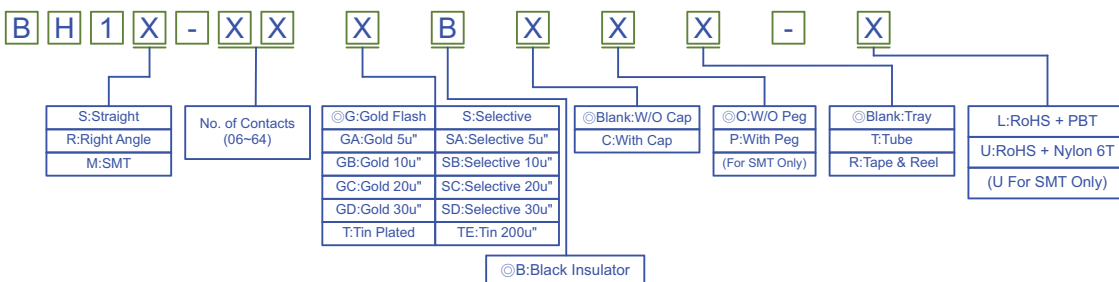 B H 1 X - X X X B X X X - X
S:Straight
R:Right Angle
M:SMT
No. of Contacts
(06~64)
◎G:Gold Flash S:Selective
GA:Gold 5u" SA:Selective 5u"
GB:Gold 10u" SB:Selective 10u"
GC:Gold 20u" SC:Selective 20u"
GD:Gold 30u" SD:Selective 30u"
T:Tin Plated TE:Tin 200u"
◎B:Black Insulator
◎Blank:W/O Cap
C:With Cap
◎O:W/O Peg
P:With Peg
(For SMT Only)
◎Blank:Tray
T:Tube
R:Tape & Reel
L:RoHS + PBT
U:RoHS + Nylon 6T
(U For SMT Only)